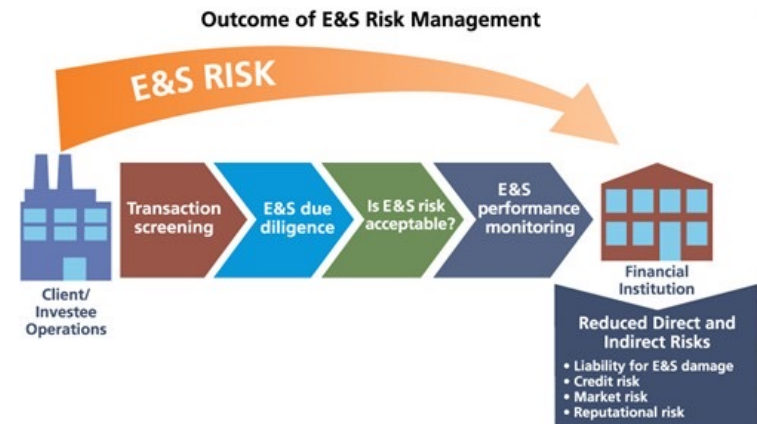 Outcome of E&S Risk Management
E&S RISK
Transaction
screening
E&S due
diligence
Is E&S risk
acceptable?
E&S
performance
monitoring
Client/
Investee
Operations
Financial
Institution
Reduced Direct and
Indirect Risks
• Liability for E&S damage
• Credit risk
• Market risk
• Reputational risk